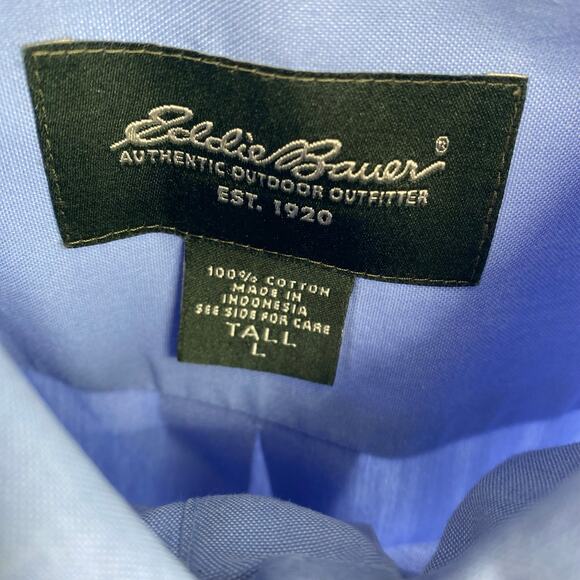 Eddie Bauer®
AUTHENTIC OUTDOOR OUTFITTER
EST. 1920
100% COTTON
MADE IN
INDONESIA
SEE SIDE FOR CARE
TALL
L